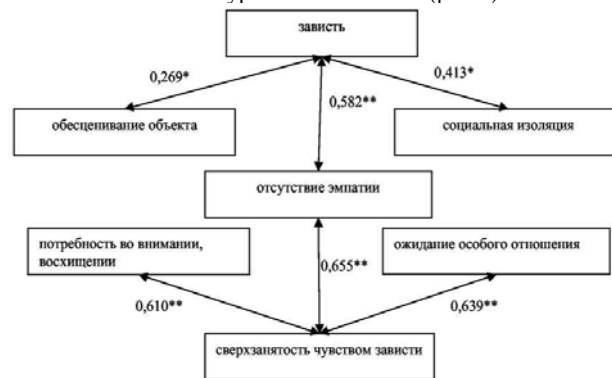 зависть
0,269*
0,413*
0,582**
обесценивание объекта
социальная изоляция
отсутствие эмпатии
потребность во внимании,
восхищении
ожидание особого отношения
0,655**
0,610**
0,639**
сверхзанятость чувством зависти